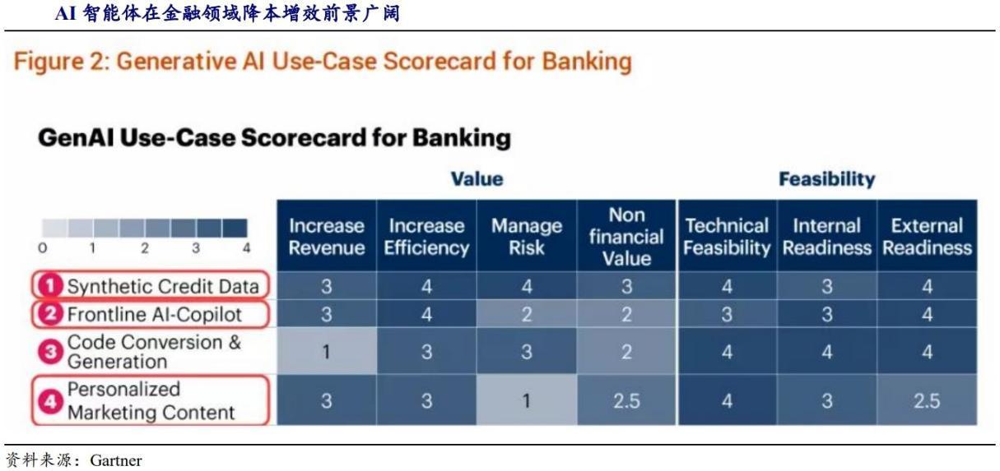 AI 智能体在金融领域降本增效前景广阔
Figure 2: Generative AI Use-Case Scorecard for Banking
GenAI Use-Case Scorecard for Banking
Value Feasibility
0 1 2 3 4
Increase Revenue Increase Efficiency Manage Risk Non financial Value Technical Feasibility Internal Readiness External Readiness
1 Synthetic Credit Data 3 4 4 3 4 3 4
2 Frontline AI-Copilot 3 4 2 2 3 3 4
3 Code Conversion & Generation 1 3 3 2 4 4 4
4 Personalized Marketing Content 3 3 1 2.5 4 3 2.5
资料来源：Gartner